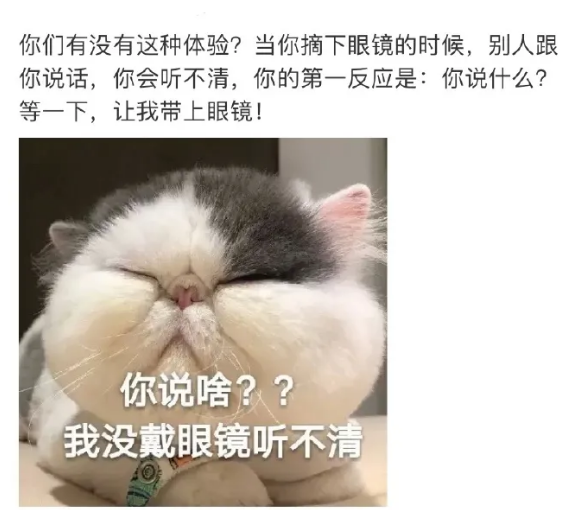 你们有没有这种体验？当你摘下眼镜的时候，别人跟
你说话，你会听不清，你的第一反应是：你说什么？
等一下，让我带上眼镜！
你说啥？？
我没戴眼镜听不清